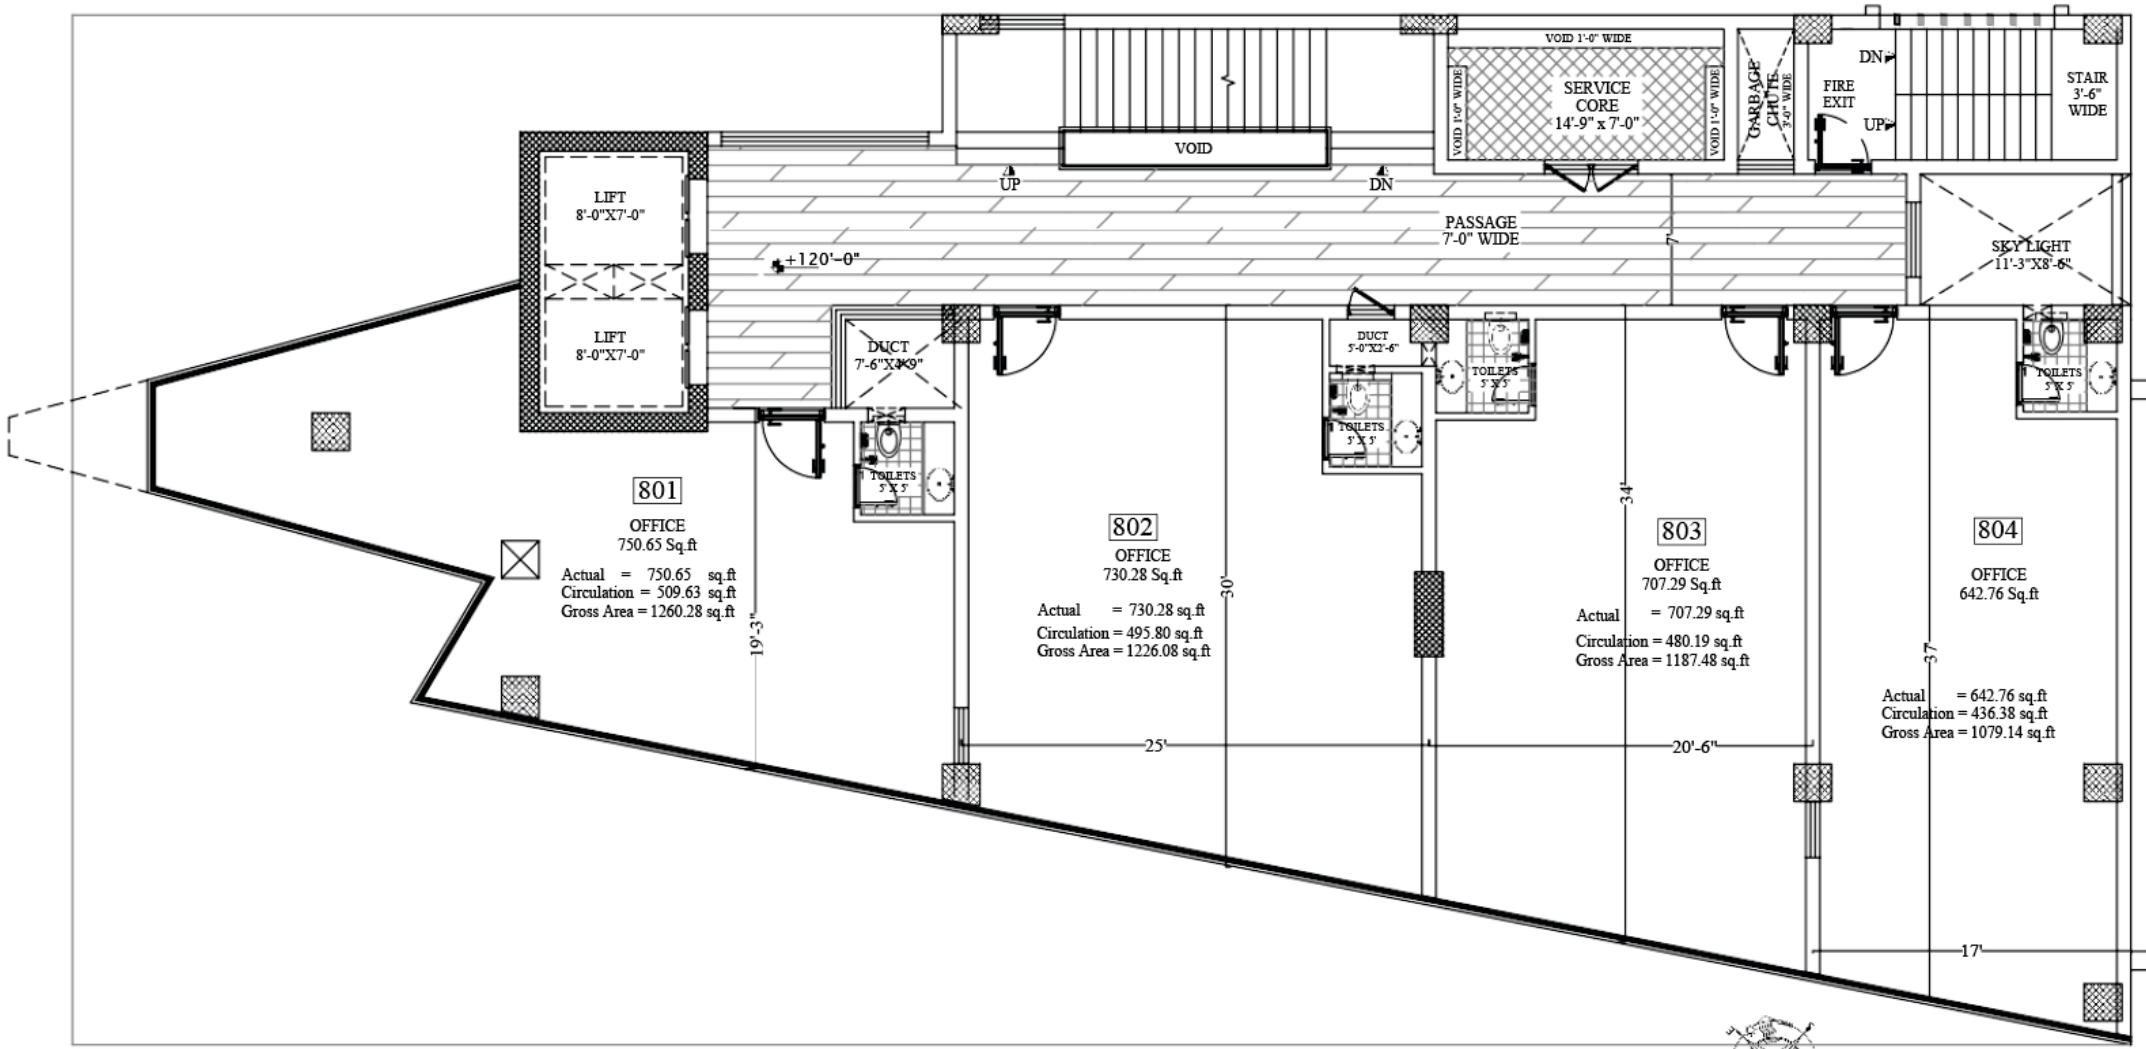 VOID 1'-0" WIDE
VOID 1'-0" WIDE
SERVICE
CORE
14'-9" x 7'-0"
VOID 1'-0" WIDE
GARBAGE
CHUTE
3'-0" WIDE
FIRE
EXIT
DN
UP
STAIR
3'-6"
WIDE
VOID
UP
DN
LIFT
8'-0"X7'-0"
LIFT
8'-0"X7'-0"
PASSAGE
7'-0" WIDE
7'
SKY LIGHT
11'-3"X8'-6"
+120'-0"
DUCT
7'-6"X4'-9"
DUCT
5'-0"X2'-6"
TOILETS
5' X 5'
TOILETS
5' X 5'
TOILETS
5' X 5'
TOILETS
5' X 5'
801
OFFICE
750.65 Sq.ft
Actual = 750.65 sq.ft
Circulation = 509.63 sq.ft
Gross Area = 1260.28 sq.ft
19'-3"
802
OFFICE
730.28 Sq.ft
Actual = 730.28 sq.ft
Circulation = 495.80 sq.ft
Gross Area = 1226.08 sq.ft
30'
25'
803
OFFICE
707.29 Sq.ft
Actual = 707.29 sq.ft
Circulation = 480.19 sq.ft
Gross Area = 1187.48 sq.ft
34'
20'-6"
804
OFFICE
642.76 Sq.ft
Actual = 642.76 sq.ft
Circulation = 436.38 sq.ft
Gross Area = 1079.14 sq.ft
37'
17'